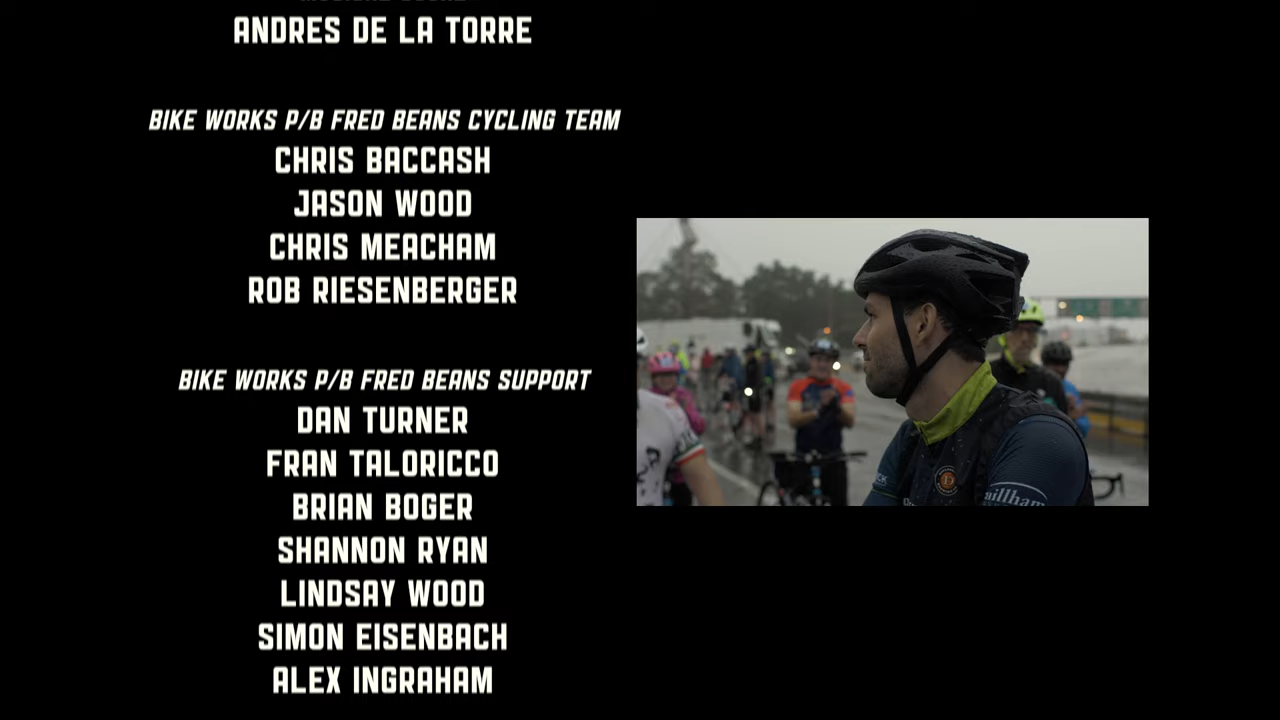 ANDRES DE LA TORRE
BIKE WORKS P/B FRED BEANS CYCLING TEAM
CHRIS BACCASH
JASON WOOD
CHRIS MEACHAM
ROB RIESENBERGER
BIKE WORKS P/B FRED BEANS SUPPORT
DAN TURNER
FRAN TALORICCO
BRIAN BOGER
SHANNON RYAN
LINDSAY WOOD
SIMON EISENBACH
ALEX INGRAHAM